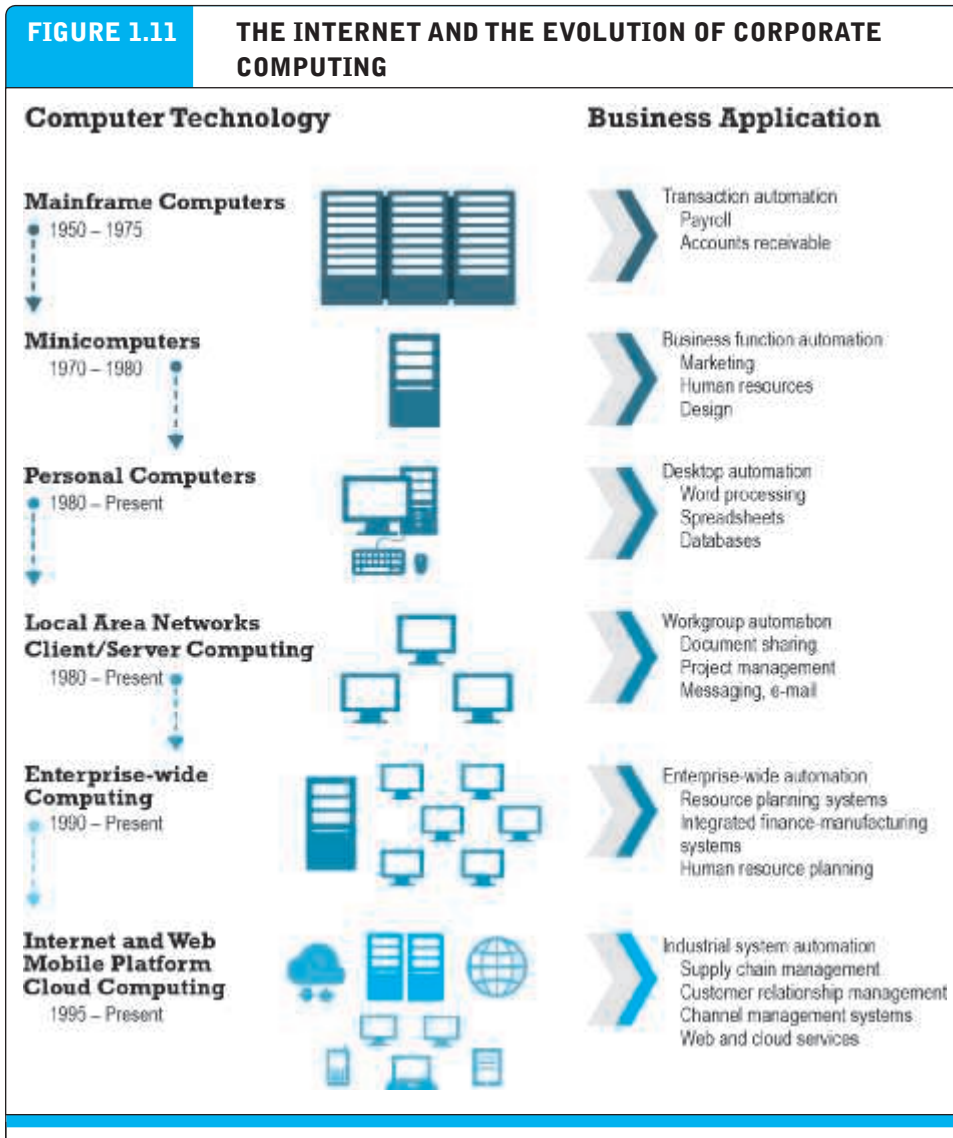 FIGURE 1.11
THE INTERNET AND THE EVOLUTION OF CORPORATE
COMPUTING
Computer Technology
Business Application
Mainframe Computers
1950 – 1975
Transaction automation
Payroll
Accounts receivable
Minicomputers
1970 – 1980
Business function automation
Marketing
Human resources
Design
Personal Computers
1980 – Present
Desktop automation
Word processing
Spreadsheets
Databases
Local Area Networks
Client/Server Computing
1980 – Present
Workgroup automation
Document sharing
Project management
Messaging, e-mail
Enterprise-wide
Computing
1990 – Present
Enterprise-wide automation
Resource planning systems
Integrated finance-manufacturing
systems
Human resource planning
Internet and Web
Mobile Platform
Cloud Computing
1995 – Present
Industrial system automation
Supply chain management
Customer relationship management
Channel management systems
Web and cloud services